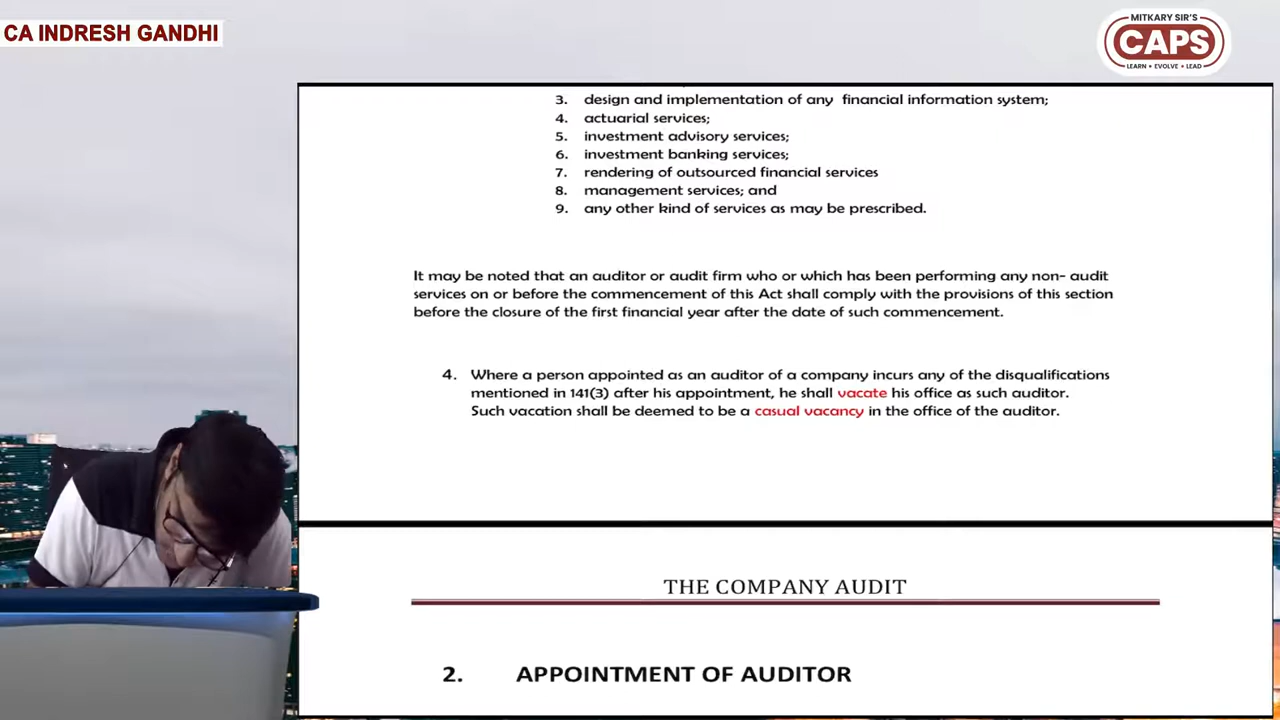 CA INDRESH GANDHI
MITKARY SIR'S
CAPS
LEARN • EVOLVE • LEAD
3. design and implementation of any financial information system;
4. actuarial services;
5. investment advisory services;
6. investment banking services;
7. rendering of outsourced financial services
8. management services; and
9. any other kind of services as may be prescribed.
It may be noted that an auditor or audit firm who or which has been performing any non- audit
services on or before the commencement of this Act shall comply with the provisions of this section
before the closure of the first financial year after the date of such commencement.
4. Where a person appointed as an auditor of a company incurs any of the disqualifications
mentioned in 141(3) after his appointment, he shall vacate his office as such auditor.
Such vacation shall be deemed to be a casual vacancy in the office of the auditor.
THE COMPANY AUDIT
2. APPOINTMENT OF AUDITOR